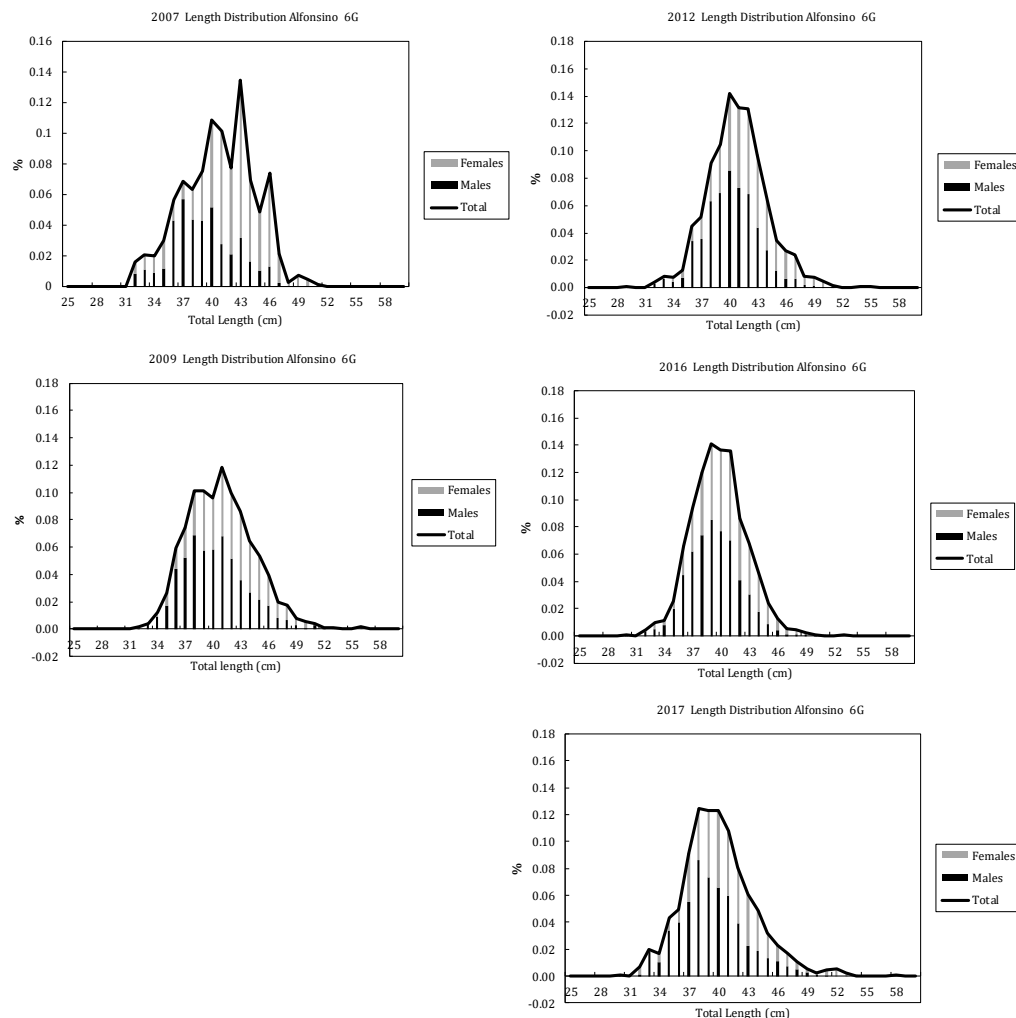 2007 Length Distribution Alfonsino 6G
0.16
0.14
0.12
0.1
0.08
0.06
0.04
0.02
0
%
25 28 31 34 37 40 43 46 49 52 55 58
Total Length (cm)
Females
Males
Total
2012 Length Distribution Alfonsino 6G
0.18
0.16
0.14
0.12
0.10
0.08
0.06
0.04
0.02
0.00
-0.02
%
25 28 31 34 37 40 43 46 49 52 55 58
Total Length (cm)
Females
Males
Total
2009 Length Distribution Alfonsino 6G
0.18
0.16
0.14
0.12
0.10
0.08
0.06
0.04
0.02
0.00
-0.02
%
25 28 31 34 37 40 43 46 49 52 55 58
Total length (cm)
Females
Males
Total
2016 Length Distribution Alfonsino 6G
0.18
0.16
0.14
0.12
0.10
0.08
0.06
0.04
0.02
0.00
-0.02
%
25 28 31 34 37 40 43 46 49 52 55 58
Total Length (cm)
Females
Males
Total
2017 Length Distribution Alfonsino 6G
0.18
0.16
0.14
0.12
0.10
0.08
0.06
0.04
0.02
0.00
-0.02
%
25 28 31 34 37 40 43 46 49 52 55 58
Total Length (cm)
Females
Males
Total